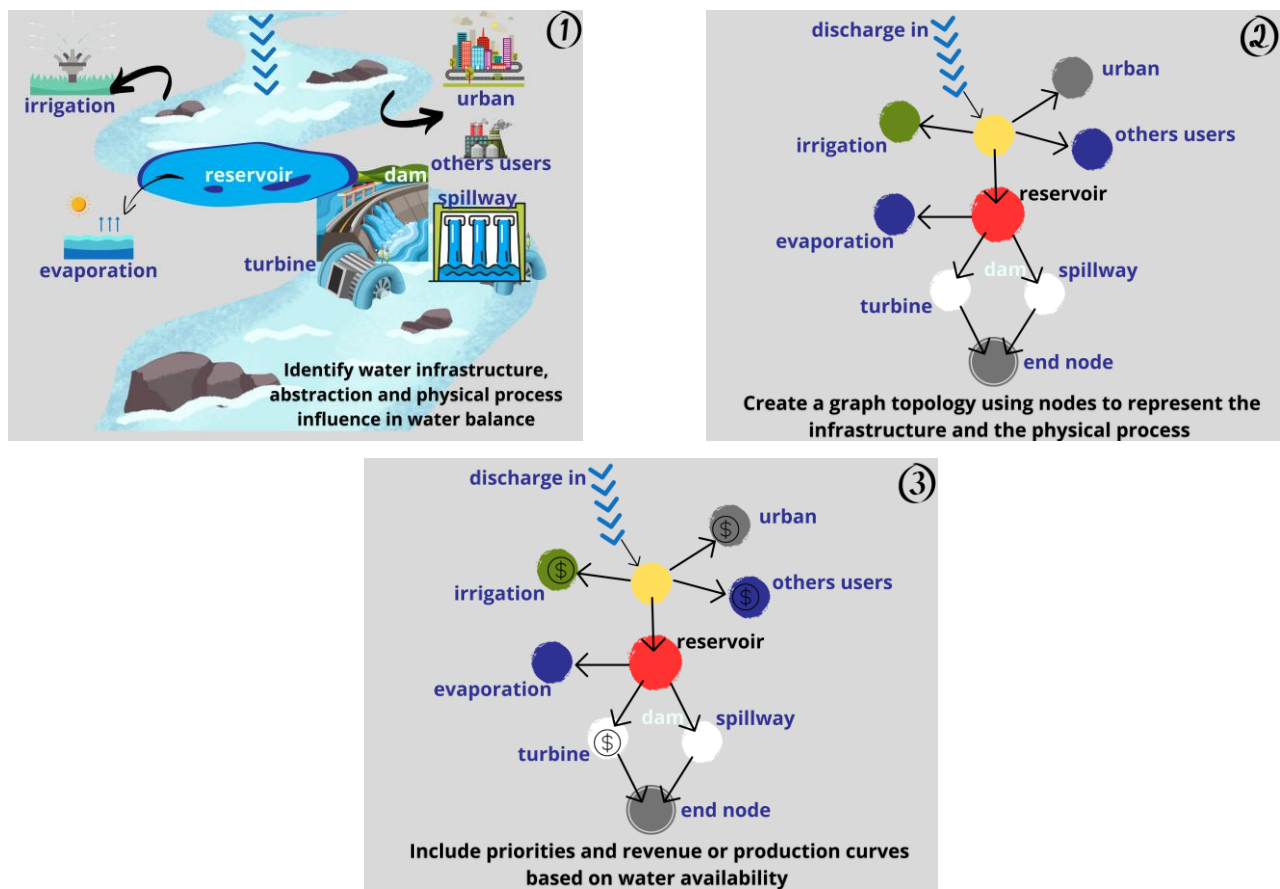 ①
irrigation
urban
others users
reservoir
dam
spillway
evaporation
turbine
Identify water infrastructure,
abstraction and physical process
influence in water balance
②
discharge in
urban
irrigation
others users
reservoir
evaporation
dam
spillway
turbine
end node
Create a graph topology using nodes to represent the
infrastructure and the physical process
③
discharge in
urban
$
$
irrigation
others users
$
reservoir
evaporation
dam
spillway
turbine
$
end node
Include priorities and revenue or production curves
based on water availability